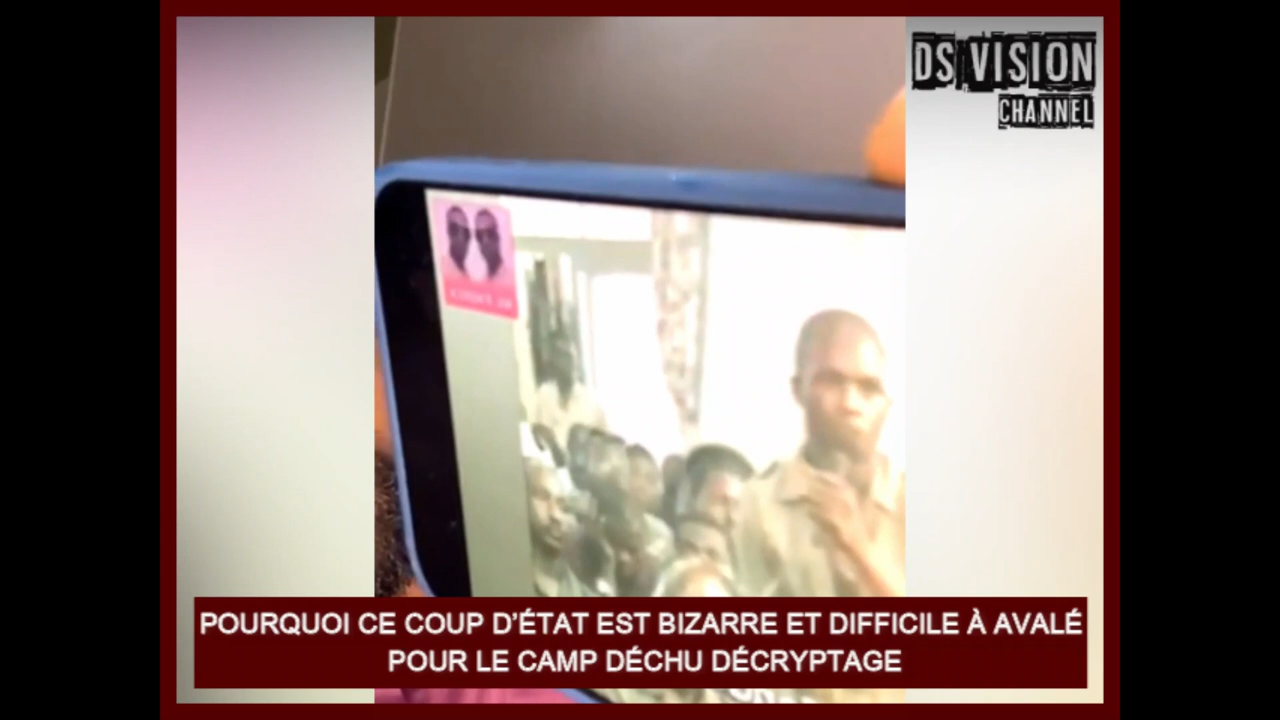 DS VISION
CHANNEL
POURQUOI CE COUP D'ÉTAT EST BIZARRE ET DIFFICILE À AVALÉ
POUR LE CAMP DÉCHU DÉCRYPTAGE